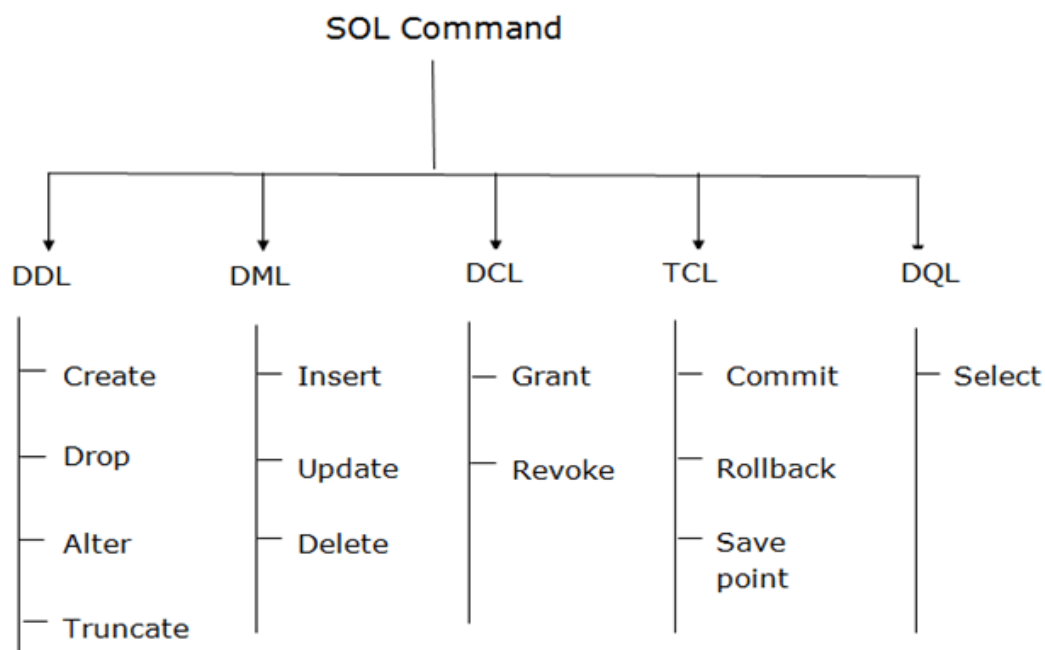 SOL Command
DDL
DML
DCL
TCL
DQL
Create
Drop
Alter
Truncate
Insert
Update
Delete
Grant
Revoke
Commit
Rollback
Save
point
Select